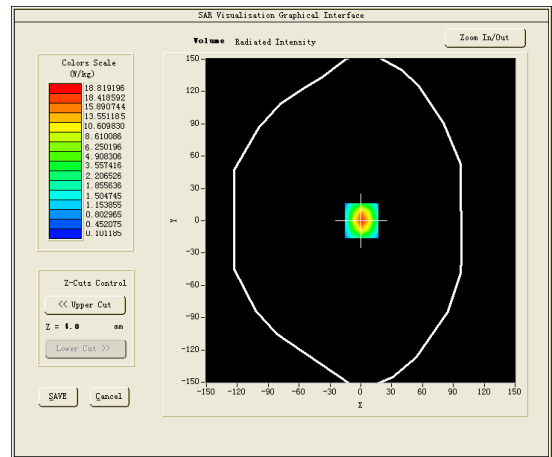 SAR Visualisation Graphical Interface
Volume Radiated Intensity
Zoom In/Out
Colors Scale
(W/kg)
18.819196
18.418592
15.890744
13.551185
10.609830
8.610086
6.250196
4.908306
3.557416
2.206526
1.855636
1.504745
1.153855
0.802965
0.452075
0.101185
Z-Cuts Control
<< Upper Cut
Z = 4.0 mm
Lower Cut >>
SAVE Cancel
150
120
90
60
30
Y 0
-30
-60
-90
-120
-150
-150 -120 -90 -60 -30 0 30 60 90 120 150
X